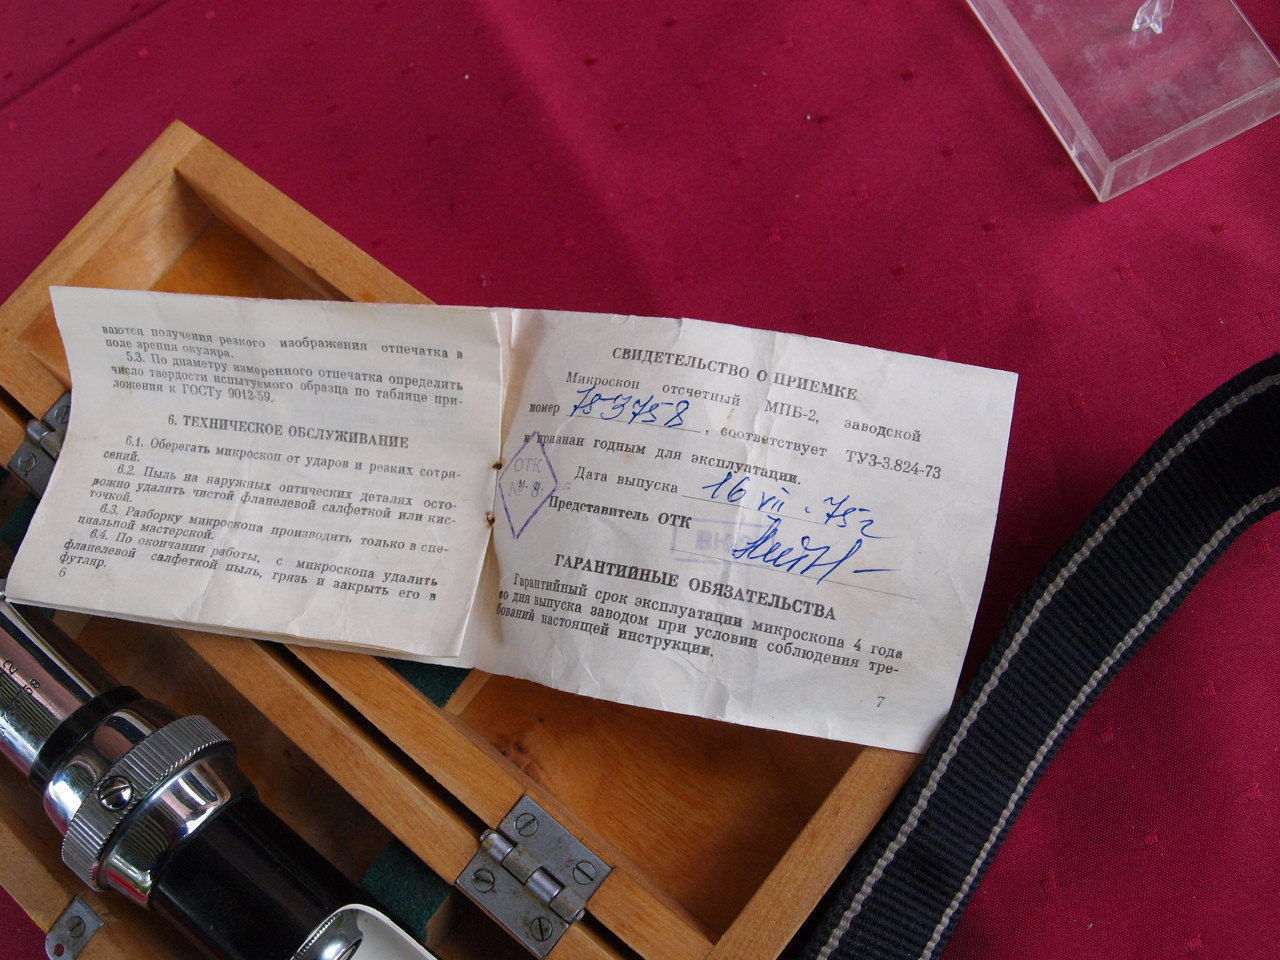 ваются получения резкого изображения отпечатка в
поле зрения окуляра.
5.3. По диаметру измеренного отпечатка определить
число твердости испытуемого образца по таблице при-
ложения к ГОСТу 9012-59.
6. ТЕХНИЧЕСКОЕ ОБСЛУЖИВАНИЕ
6.1. Оберегать микроскоп от ударов и резких сотря-
сений.
6.2. Пыль на наружных оптических деталях осто-
рожно удалить чистой фланелевой салфеткой или кис-
точкой.
6.3. Разборку микроскопа производить только в спе-
циальной мастерской.
6.4. По окончании работы, с микроскопа удалить
фланелевой салфеткой пыль, грязь и закрыть его в
футляр.
6
СВИДЕТЕЛЬСТВО О ПРИЕМКЕ
Микроскоп отсчетный МПБ-2, заводской
номер 783758, соответствует ТУ3-3.824-73
и признан годным для эксплуатации.
ОТК
№ 8
Дата выпуска 16 VII. 75г
Представитель ОТК
ГАРАНТИЙНЫЕ ОБЯЗАТЕЛЬСТВА
Гарантийный срок эксплуатации микроскопа 4 года
со дня выпуска заводом при условии соблюдения тре-
бований настоящей инструкции.
7